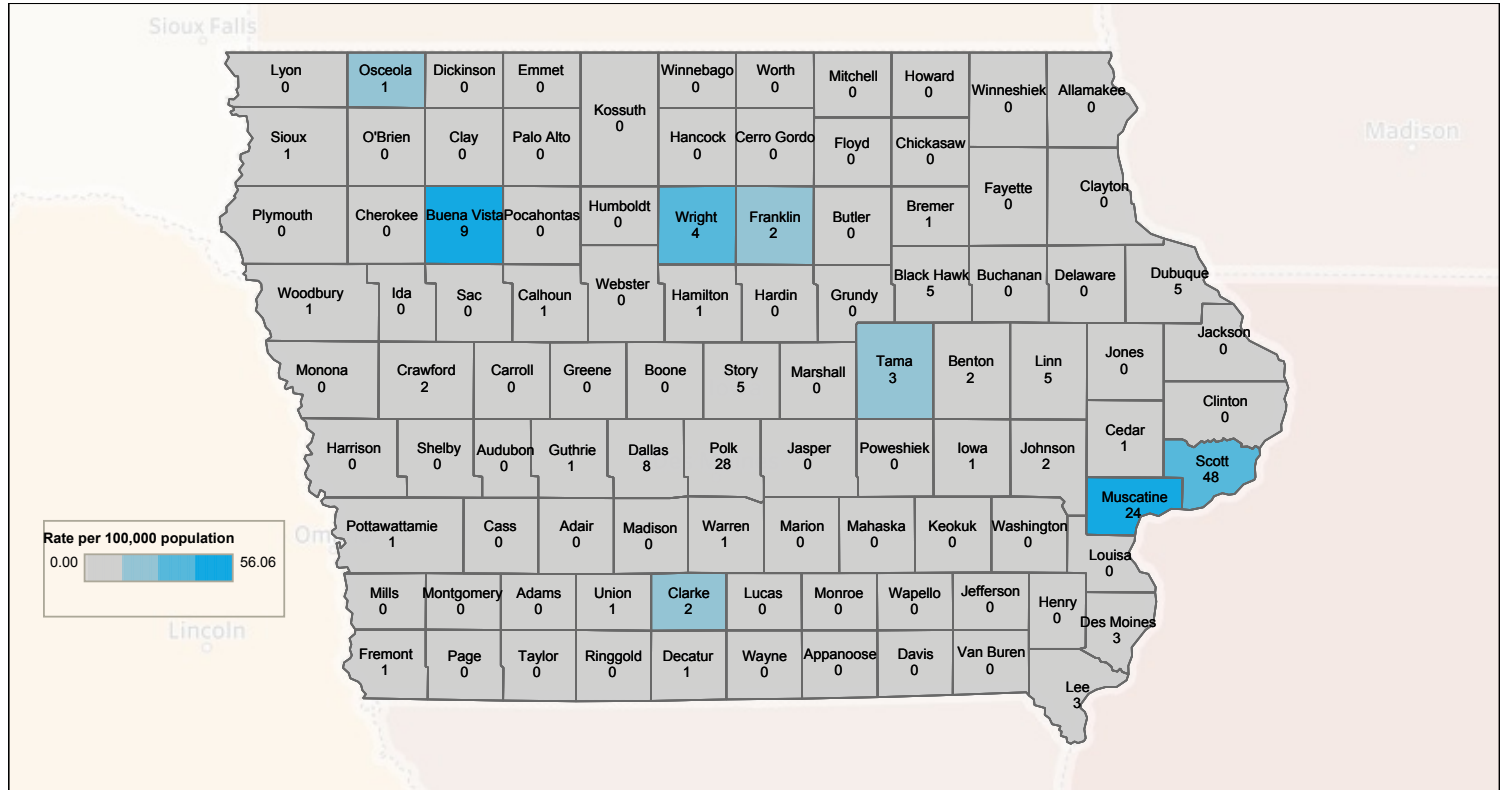 Sioux Falls
Lyon
0
Osceola
1
Dickinson
0
Emmet
0
Kossuth
0
Winnebago
0
Worth
0
Mitchell
0
Howard
0
Winneshiek
0
Allamakee
0
Madison
Sioux
1
O'Brien
0
Clay
0
Palo Alto
0
Hancock
0
Cerro Gordo
0
Floyd
0
Chickasaw
0
Fayette
0
Clayton
0
Plymouth
0
Cherokee
0
Buena Vista
9
Pocahontas
0
Humboldt
0
Wright
4
Franklin
2
Butler
0
Bremer
1
Woodbury
1
Ida
0
Sac
0
Calhoun
1
Webster
0
Hamilton
1
Hardin
0
Grundy
0
Black Hawk
5
Buchanan
0
Delaware
0
Dubuque
5
Jackson
0
Monona
0
Crawford
2
Carroll
0
Greene
0
Boone
0
Story
5
Marshall
0
Tama
3
Benton
2
Linn
5
Jones
0
Clinton
0
Harrison
0
Shelby
0
Audubon
0
Guthrie
1
Dallas
8
Polk
28
Jasper
0
Poweshiek
0
Iowa
1
Johnson
2
Cedar
1
Scott
48
Muscatine
24
Pottawattamie
1
Cass
0
Adair
0
Madison
0
Warren
1
Marion
0
Mahaska
0
Keokuk
0
Washington
0
Louisa
0
Rate per 100,000 population
0.00
56.06
Om
Mills
0
Montgomery
0
Adams
0
Union
1
Clarke
2
Lucas
0
Monroe
0
Wapello
0
Jefferson
0
Henry
0
Des Moines
3
Lincoln
Fremont
1
Page
0
Taylor
0
Ringgold
0
Decatur
1
Wayne
0
Appanoose
0
Davis
0
Van Buren
0
Lee
3